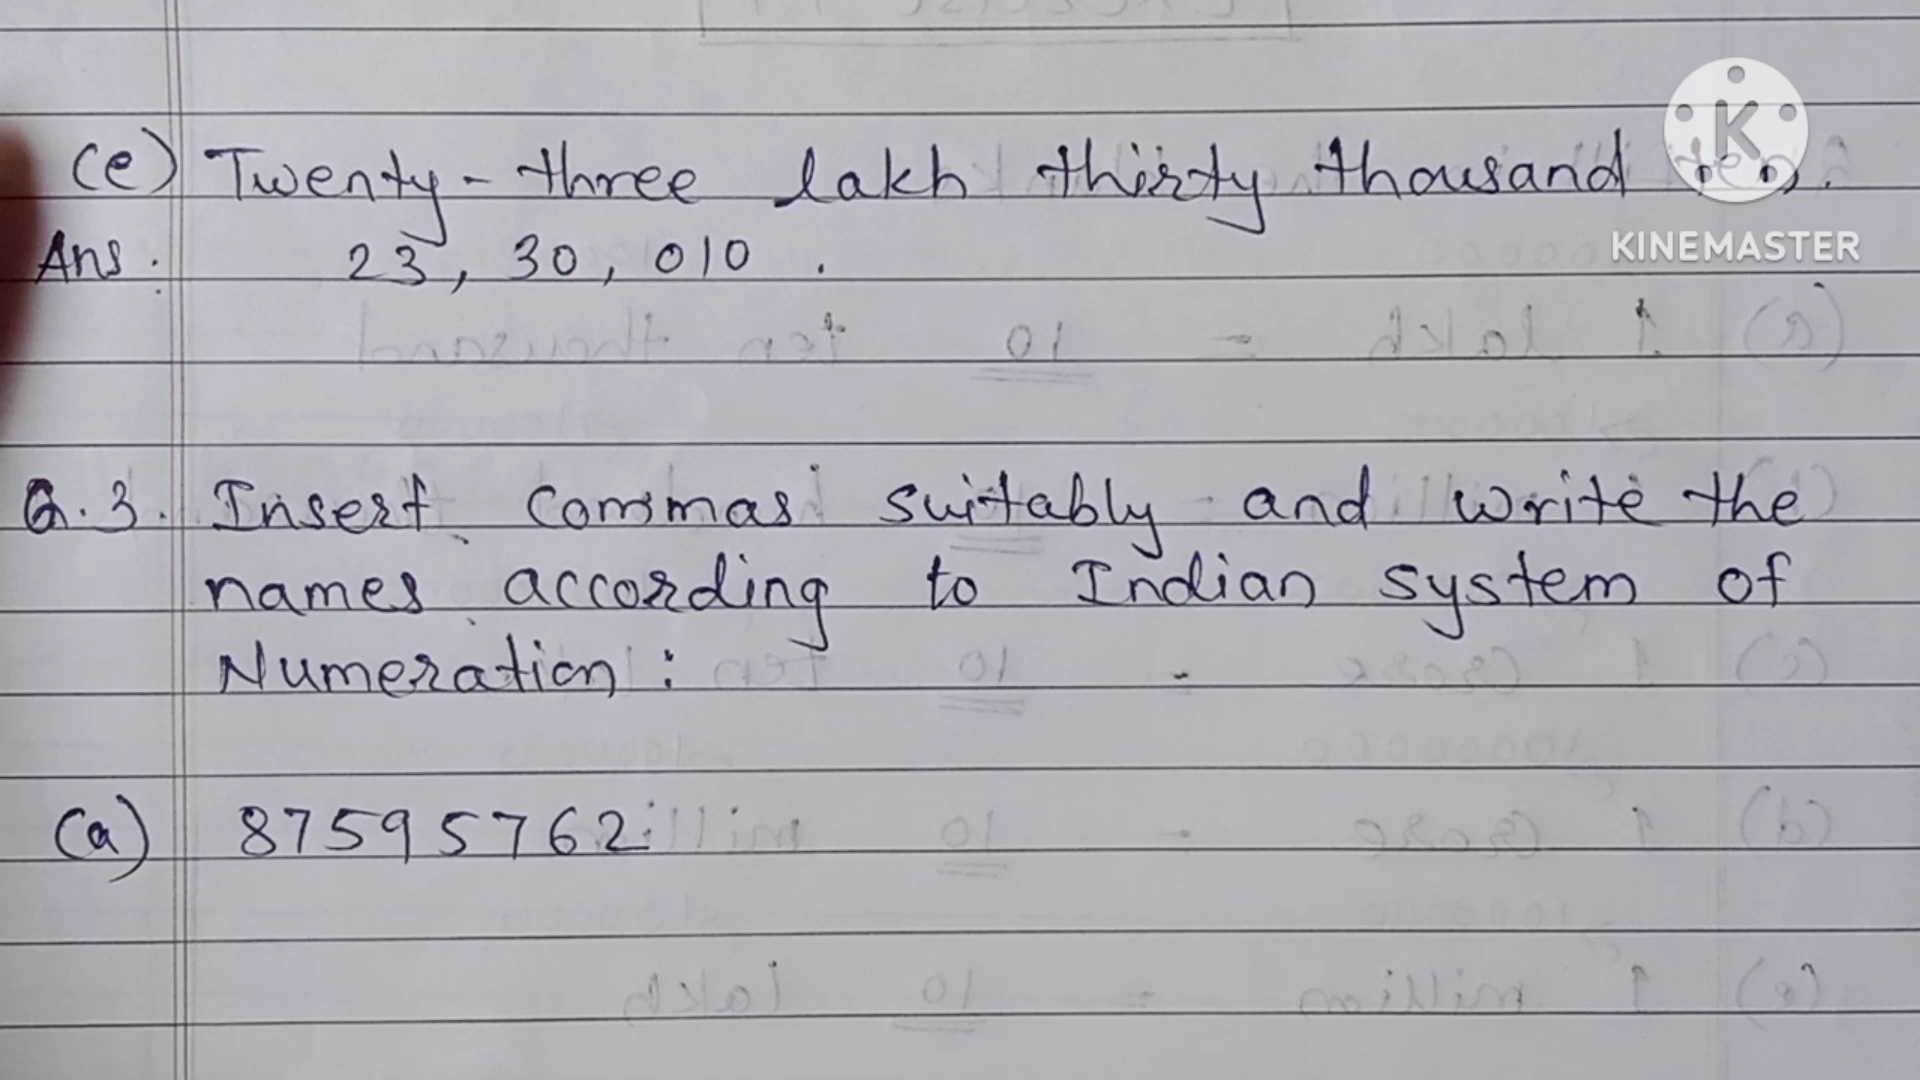 (e) Twenty-three lakh thirty thousand ten.
KINEMASTER
Ans. 23, 30, 010.
Q.3. Insert commas suitably and write the
names according to Indian system of
Numeration:
(a) 87595762